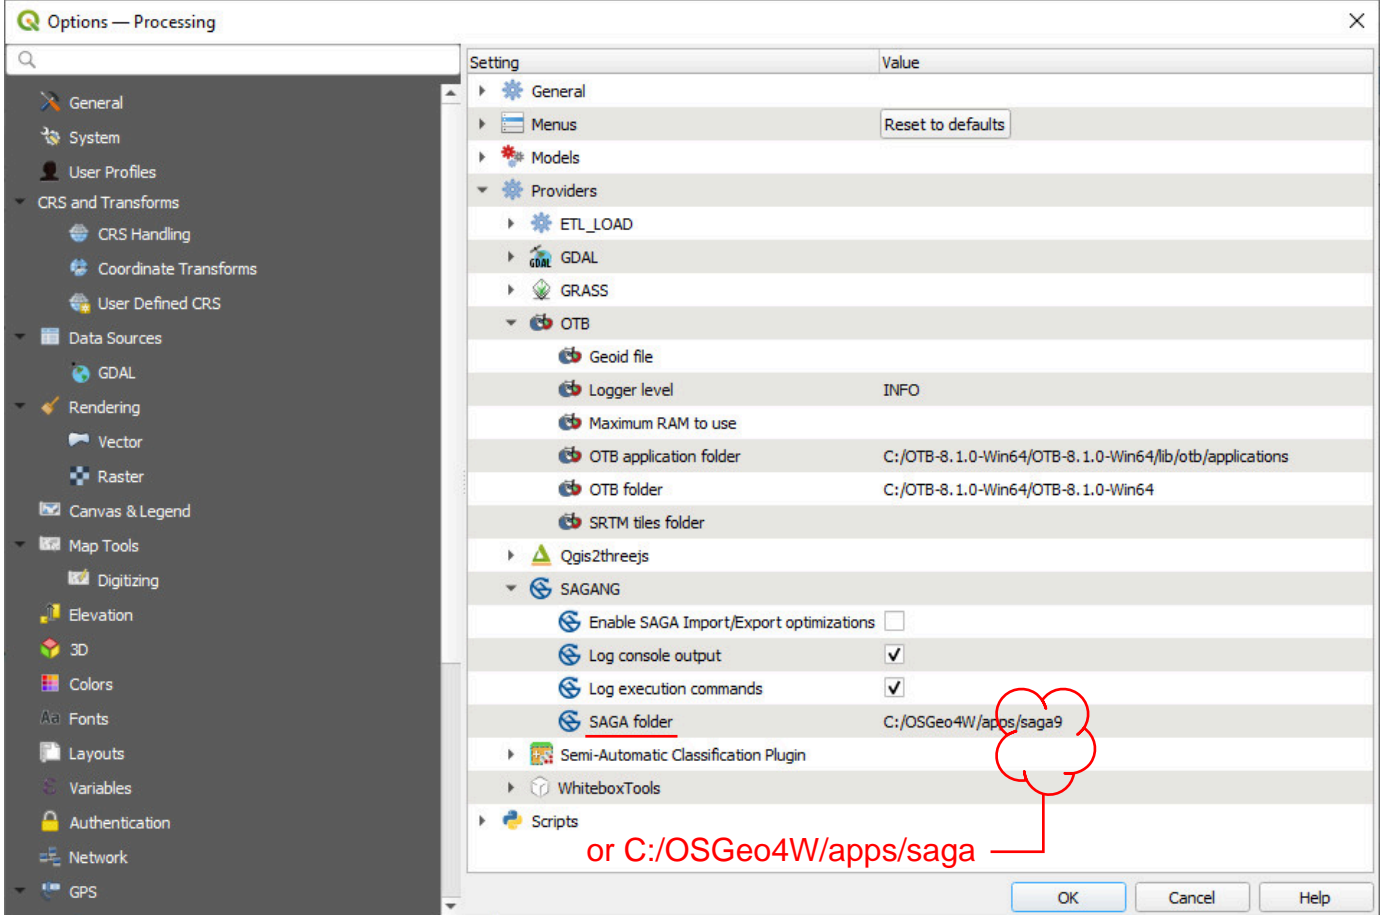 Options — Processing
General
System
User Profiles
CRS and Transforms
CRS Handling
Coordinate Transforms
User Defined CRS
Data Sources
GDAL
Rendering
Vector
Raster
Canvas & Legend
Map Tools
Digitizing
Elevation
3D
Colors
Aa Fonts
Layouts
Variables
Authentication
Network
GPS
Setting Value
General
Menus Reset to defaults
Models
Providers
ETL_LOAD
GDAL GDAL
GRASS
OTB
Geoid file
Logger level INFO
Maximum RAM to use
OTB application folder C:/OTB-8.1.0-Win64/OTB-8.1.0-Win64/lib/otb/applications
OTB folder C:/OTB-8.1.0-Win64/OTB-8.1.0-Win64
SRTM tiles folder
Qgis2threejs
SAGANG
Enable SAGA Import/Export optimizations
Log console output
Log execution commands
SAGA folder C:/OSGeo4W/apps/saga9
Semi-Automatic Classification Plugin
WhiteboxTools
Scripts
or C:/OSGeo4W/apps/saga
OK Cancel Help